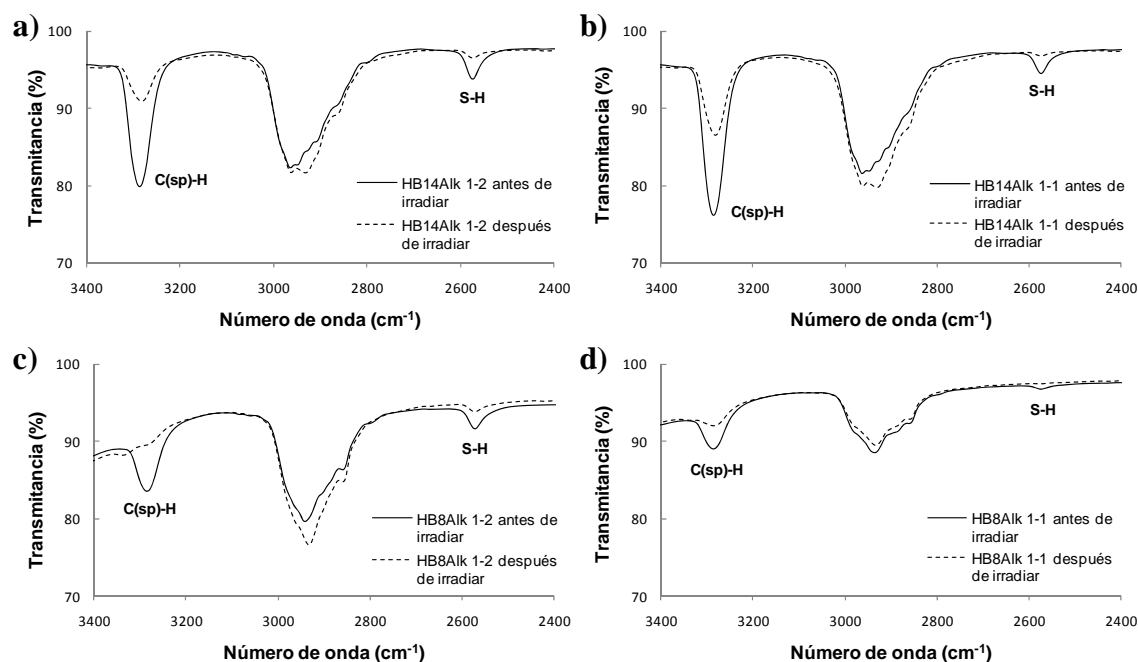 a)
100
90
80
70
Transmitancia (%)
C(sp)-H
S-H
HB14Alk 1-2 antes de
irradiar
HB14Alk 1-2 después
de irradiar
3400 3200 3000 2800 2600 2400
Número de onda (cm-1)
b)
100
90
80
70
Transmitancia (%)
C(sp)-H
S-H
HB14Alk 1-1 antes de
irradiar
HB14Alk 1-1 después
de irradiar
3400 3200 3000 2800 2600 2400
Número de onda (cm-1)
c)
100
90
80
70
Transmitancia (%)
C(sp)-H
S-H
HB8Alk 1-2 antes de
irradiar
HB8Alk 1-2 después
de irradiar
3400 3200 3000 2800 2600 2400
Número de onda (cm-1)
d)
100
90
80
70
Transmitancia (%)
C(sp)-H
S-H
HB8Alk 1-1 antes de
irradiar
HB8Alk 1-1 después
de irradiar
3400 3200 3000 2800 2600 2400
Número de onda (cm-1)